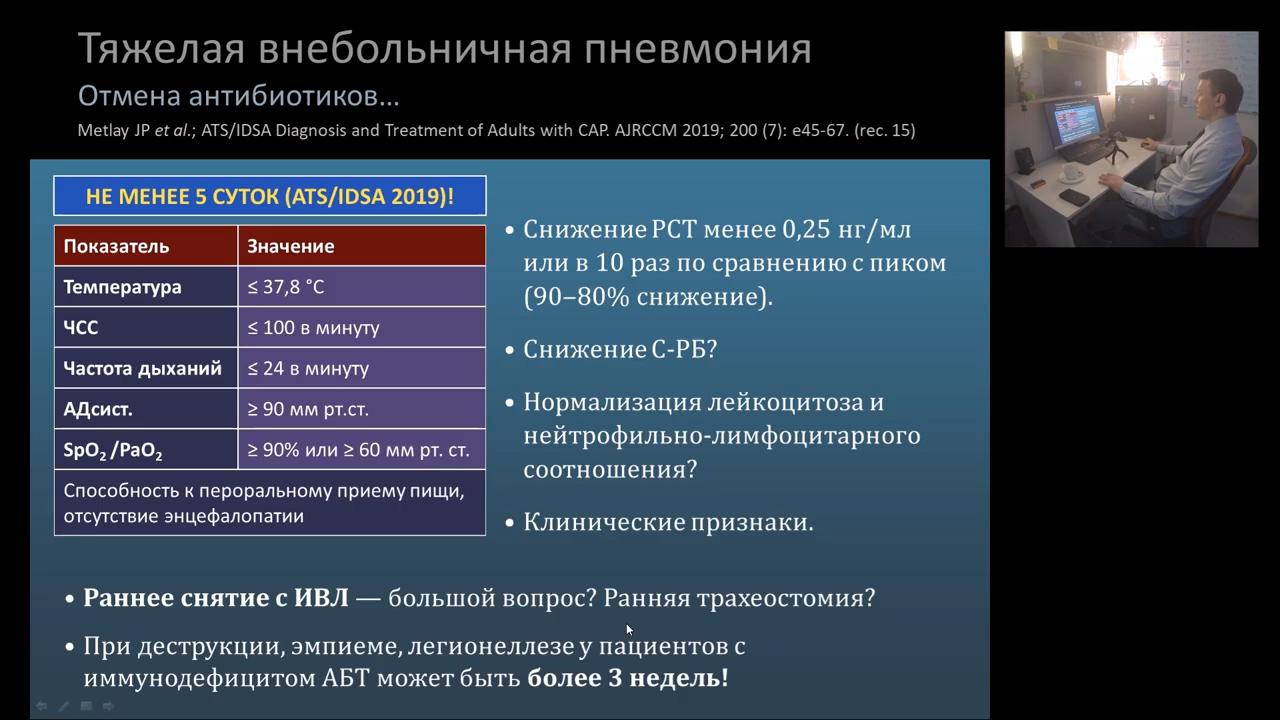 Тяжелая внебольничная пневмония
Отмена антибиотиков...
Metlay JP et al.; ATS/IDSA Diagnosis and Treatment of Adults with CAP. AJRCCM 2019; 200 (7): e45-67. (rec. 15)
НЕ МЕНЕЕ 5 СУТОК (ATS/IDSA 2019)!
Показатель Значение
Температура ≤ 37,8 °C
ЧСС ≤ 100 в минуту
Частота дыханий ≤ 24 в минуту
АДсист. ≥ 90 мм рт.ст.
SpO₂ /PaO₂ ≥ 90% или ≥ 60 мм рт. ст.
Способность к пероральному приему пищи,
отсутствие энцефалопатии
• Снижение PCT менее 0,25 нг/мл
или в 10 раз по сравнению с пиком
(90–80% снижение).
• Снижение С-РБ?
• Нормализация лейкоцитоза и
нейтрофильно-лимфоцитарного
соотношения?
• Клинические признаки.
• Раннее снятие с ИВЛ — большой вопрос? Ранняя трахеостомия?
• При деструкции, эмпиеме, легионеллезе у пациентов с
иммунодефицитом АБТ может быть более 3 недель!